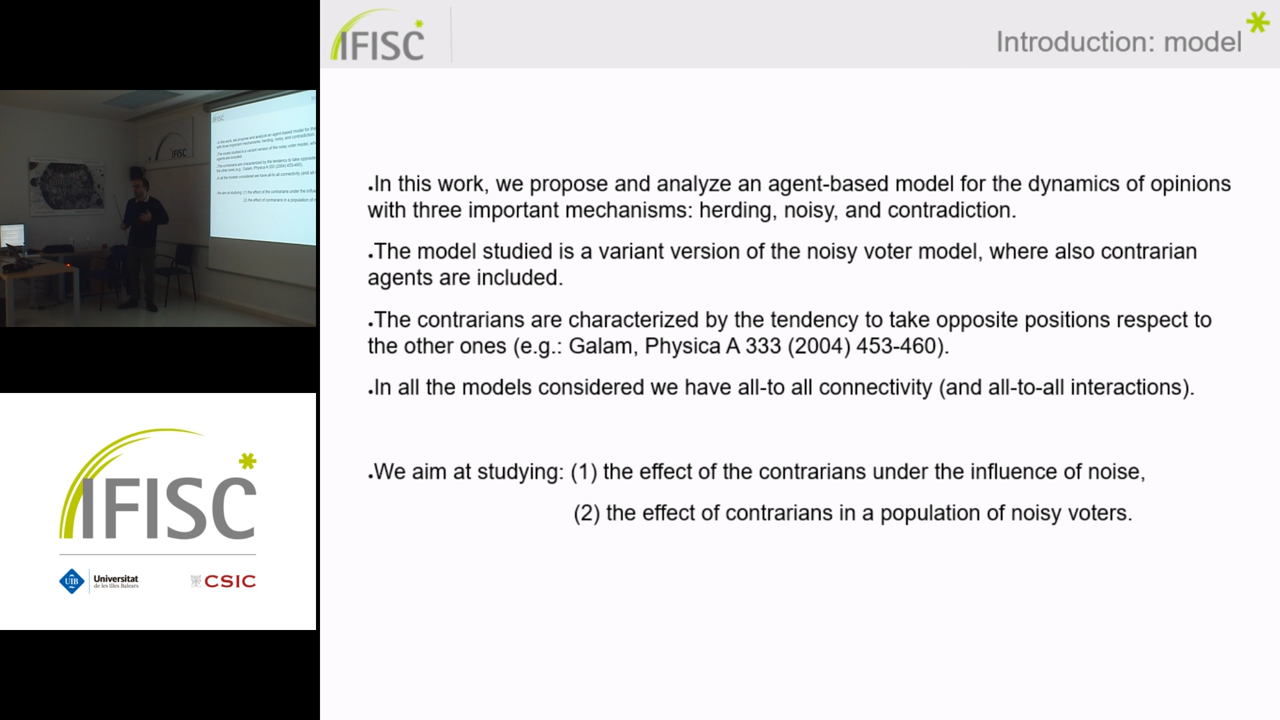 IFISC
Introduction: model
.In this work, we propose and analyze an agent-based model for the dynamics of opinions
with three important mechanisms: herding, noisy, and contradiction.
.The model studied is a variant version of the noisy voter model, where also contrarian
agents are included.
.The contrarians are characterized by the tendency to take opposite positions respect to
the other ones (e.g.: Galam, Physica A 333 (2004) 453-460).
.In all the models considered we have all-to all connectivity (and all-to-all interactions).
.We aim at studying: (1) the effect of the contrarians under the influence of noise,
(2) the effect of contrarians in a population of noisy voters.
IFISC
IFISC
UIB
Universitat
de les Illes Balears
CSIC